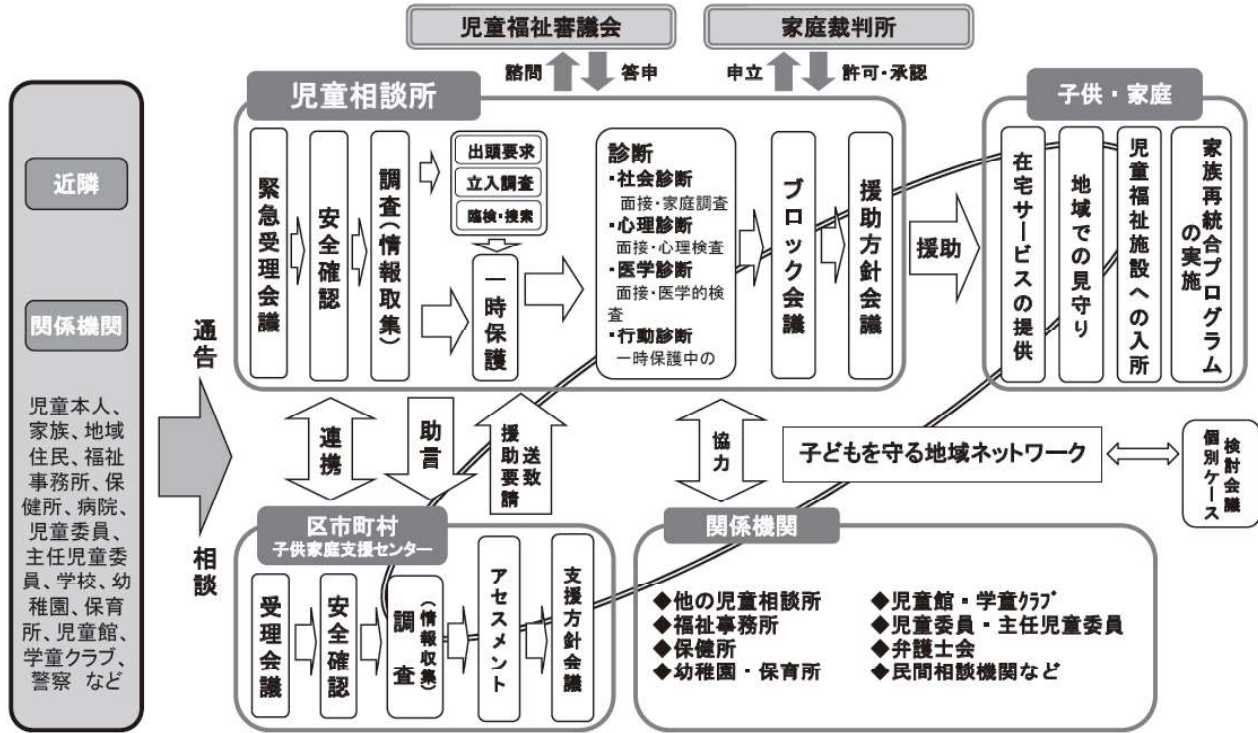 児童福祉審議会
家庭裁判所
諮問
答申
申立
許可・承認
近隣
関係機関
児童本人、
家族、地域
住民、福祉
事務所、保
健所、病院、
児童委員、
主任児童委
員、学校、幼
稚園、保育
所、児童館、
学童クラブ、
警察 など
通告
相談
児童相談所
緊急受理会議
安全確認
調査(情報収集)
出頭要求
立入調査
臨検・捜索
一時保護
診断
・社会診断
面接・家庭調査
・心理診断
面接・心理検査
・医学診断
面接・医学的検
査
・行動診断
一時保護中の
ブロック会議
援助方針会議
援助
子供・家庭
在宅サービスの提供
地域での見守り
児童福祉施設への入所
家族再統合プログラム
の実施
連携
助言
送致
援助要請
協力
子どもを守る地域ネットワーク
検討会議
個別ケース
区市町村
子供家庭支援センター
受理会議
安全確認
調査
(情報収集)
アセスメント
支援方針会議
関係機関
◆他の児童相談所
◆福祉事務所
◆保健所
◆幼稚園・保育所
◆児童館・学童ｸﾗﾌﾞ
◆児童委員・主任児童委員
◆弁護士会
◆民間相談機関など